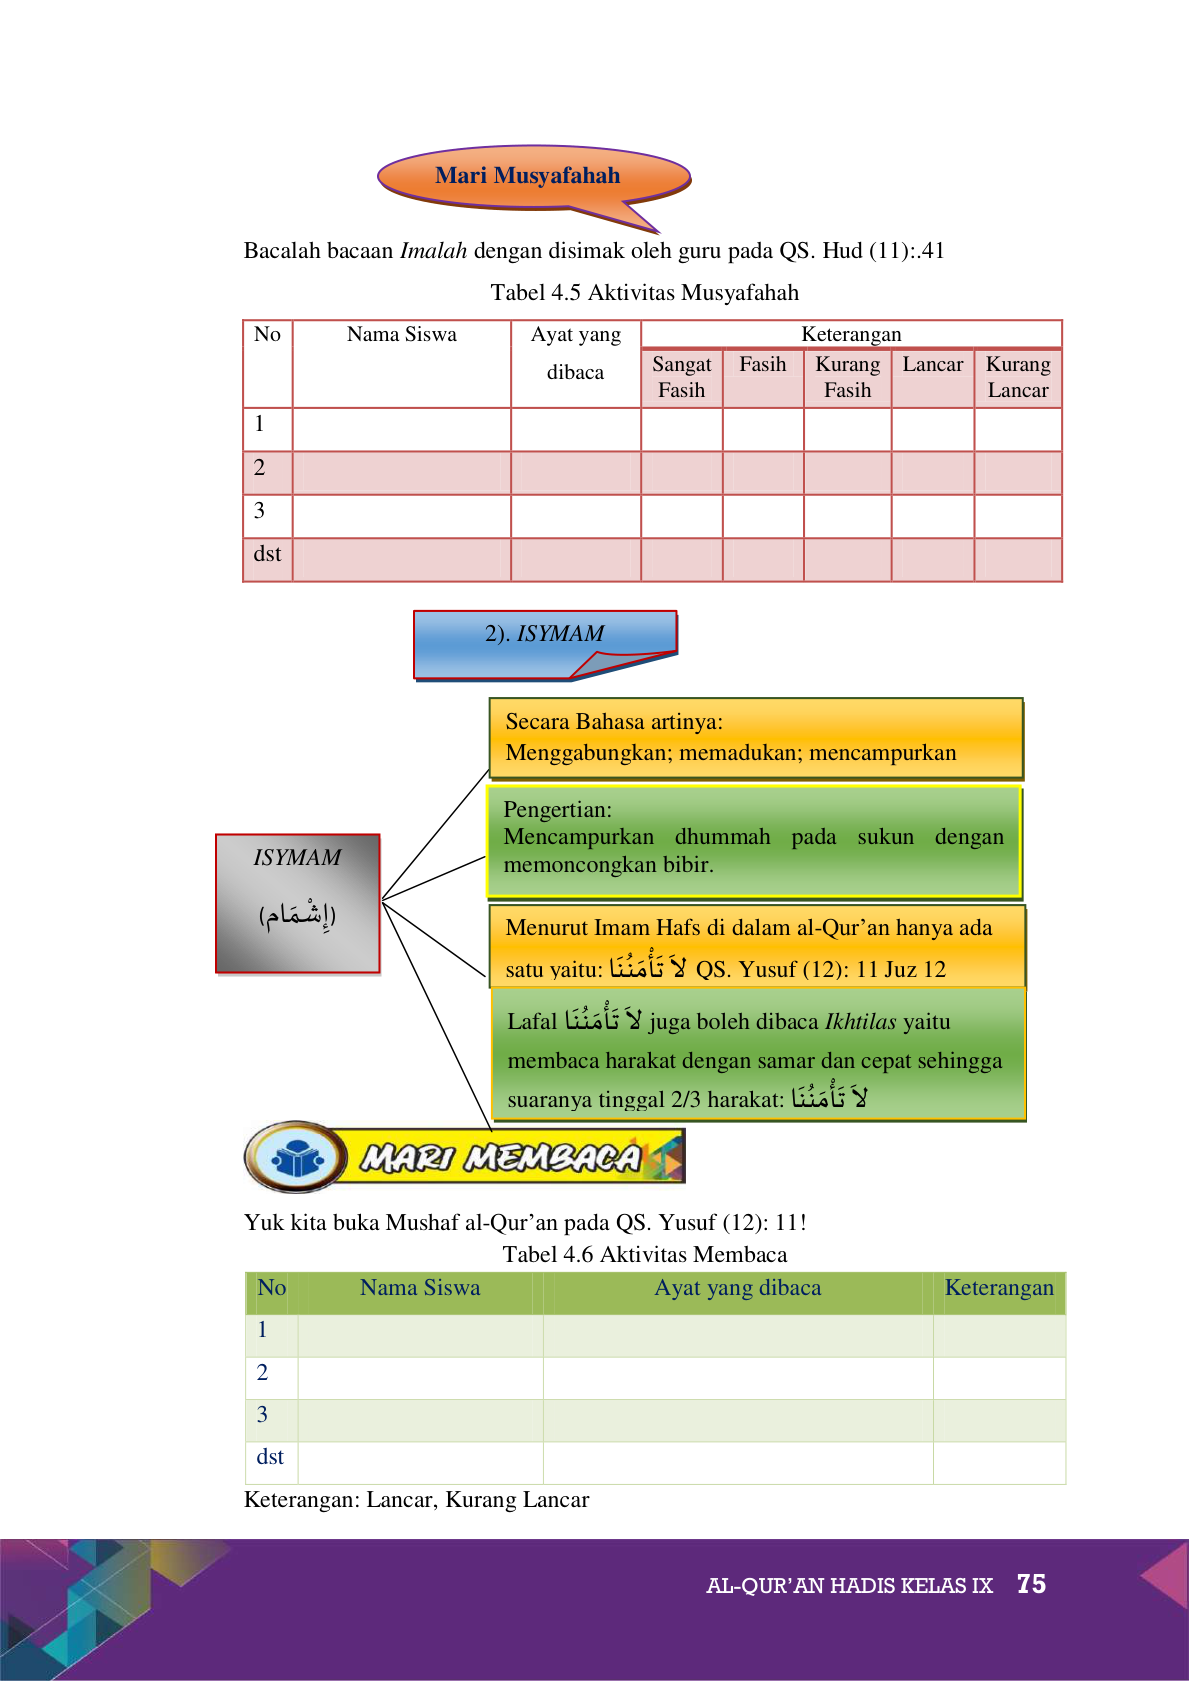 Mari Musyafahah
Bacalah bacaan Imalah dengan disimak oleh guru pada QS. Hud (11):.41
Tabel 4.5 Aktivitas Musyafahah
No Nama Siswa Ayat yang dibaca Keterangan
Sangat Fasih Fasih Kurang Fasih Lancar Kurang Lancar
1
2
3
dst
2). ISYMAM
ISYMAM
(إِشْمَام)
Secara Bahasa artinya:
Menggabungkan; memadukan; mencampurkan
Pengertian:
Mencampurkan dhummah pada sukun dengan
memoncongkan bibir.
Menurut Imam Hafs di dalam al-Qur’an hanya ada
satu yaitu: لاَ تَأْمَنُنَا QS. Yusuf (12): 11 Juz 12
Lafal لاَ تَأْمَنُنَا juga boleh dibaca Ikhtilas yaitu
membaca harakat dengan samar dan cepat sehingga
suaranya tinggal 2/3 harakat: لاَ تَأْمَنُنَا
MARI MEMBACA
Yuk kita buka Mushaf al-Qur’an pada QS. Yusuf (12): 11!
Tabel 4.6 Aktivitas Membaca
No Nama Siswa Ayat yang dibaca Keterangan
1
2
3
dst
Keterangan: Lancar, Kurang Lancar
AL-QUR’AN HADIS KELAS IX 75